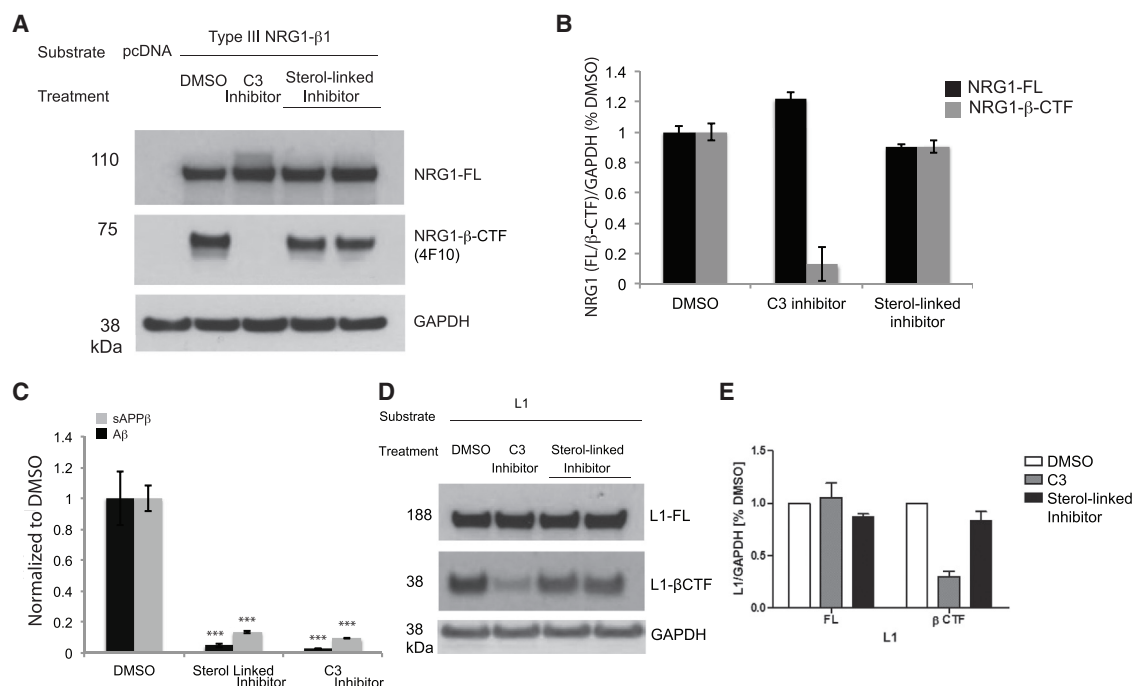 A
Substrate pcDNA Type III NRG1-β1
Treatment DMSO C3 Inhibitor Sterol-linked Inhibitor
110 NRG1-FL
75 NRG1-β-CTF
(4F10)
38 GAPDH
kDa
B
NRG1 (FL/β-CTF)/GAPDH (% DMSO)
1.4
1.2
1
0.8
0.6
0.4
0.2
0
NRG1-FL
NRG1-β-CTF
DMSO C3 inhibitor Sterol-linked
inhibitor
C
sAPPβ
Aβ
Normalized to DMSO
1.4
1.2
1
0.8
0.6
0.4
0.2
0
*** *** *** ***
DMSO Sterol Linked Inhibitor C3 Inhibitor
D
Substrate L1
Treatment DMSO C3 Inhibitor Sterol-linked Inhibitor
188 L1-FL
38 L1-βCTF
38 GAPDH
kDa
E
L1/GAPDH [% DMSO]
1.5
1.0
0.5
0.0
FL β CTF
L1
DMSO
C3
Sterol-linked
Inhibitor